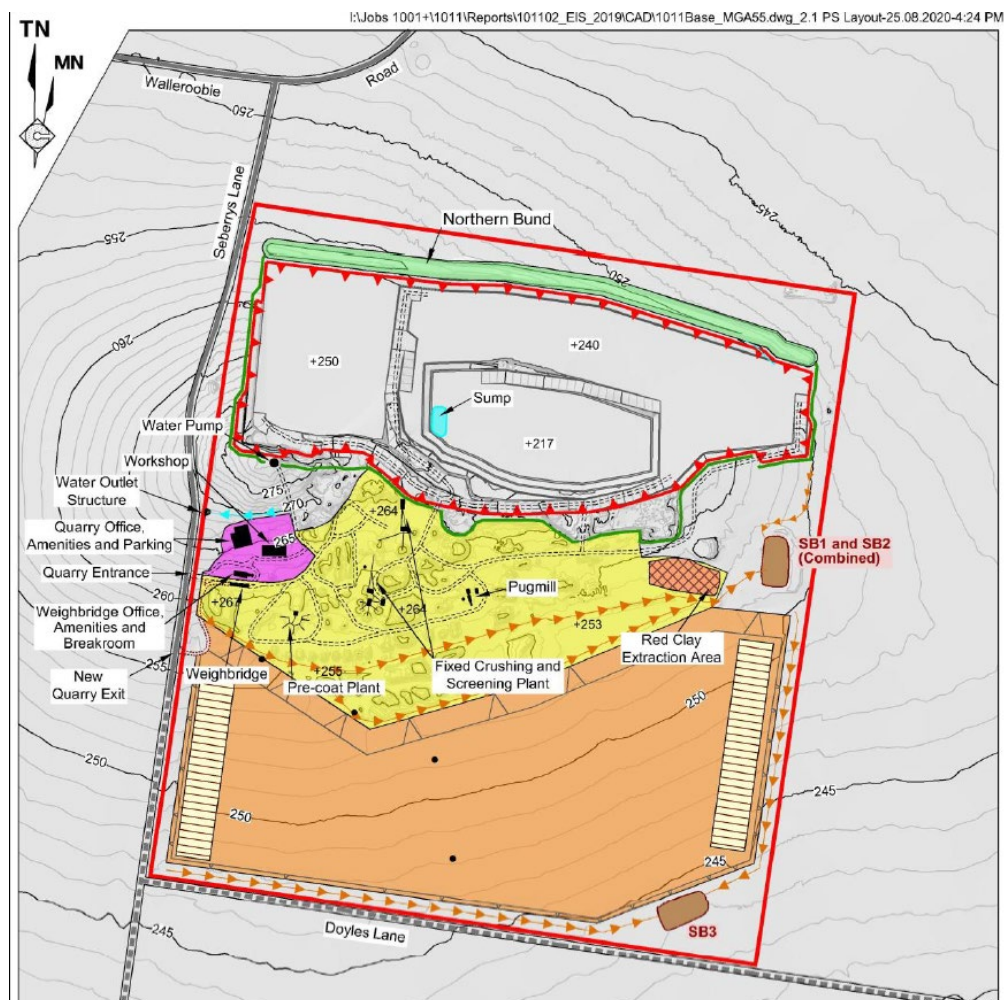 I:\Jobs 1001+\1011\Reports\101102_EIS_2019\CAD\1011Base_MGA55.dwg_2.1 PS Layout-25.08.2020-4:24 PM
TN
MN
Walleroobie
Road
250
245
Seberrys Lane
Northern Bund
255
250
260
+250
+240
Sump
+217
Water Pump
Workshop
275
Water Outlet
Structure
270
+264
Quarry Office,
Amenities and Parking
265
SB1 and SB2
(Combined)
Quarry Entrance
260
+267
+264
Pugmill
Weighbridge Office,
Amenities and
Breakroom
+253
Red Clay
Extraction Area
255
+255
Fixed Crushing and
Screening Plant
New
Quarry Exit
Weighbridge
Pre-coat Plant
250
250
245
250
245
SB3
Doyles Lane
245